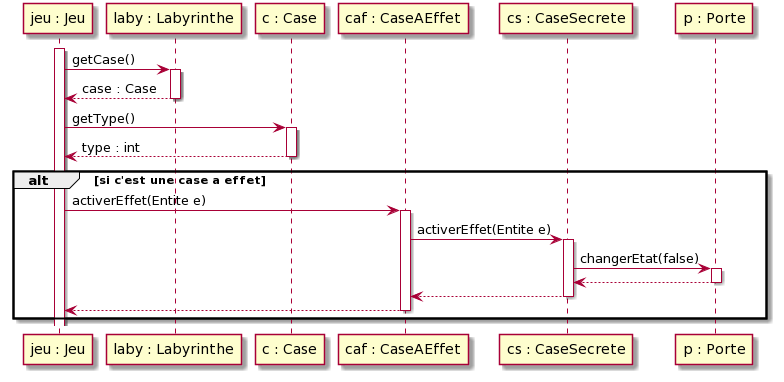 jeu : Jeu laby : Labyrinthe c : Case caf : CaseAEffet cs : CaseSecrete p : Porte
getCase()
case : Case
getType()
type : int
alt [si c'est une case a effet]
activerEffet(Entite e)
activerEffet(Entite e)
changerEtat(false)
jeu : Jeu laby : Labyrinthe c : Case caf : CaseAEffet cs : CaseSecrete p : Porte